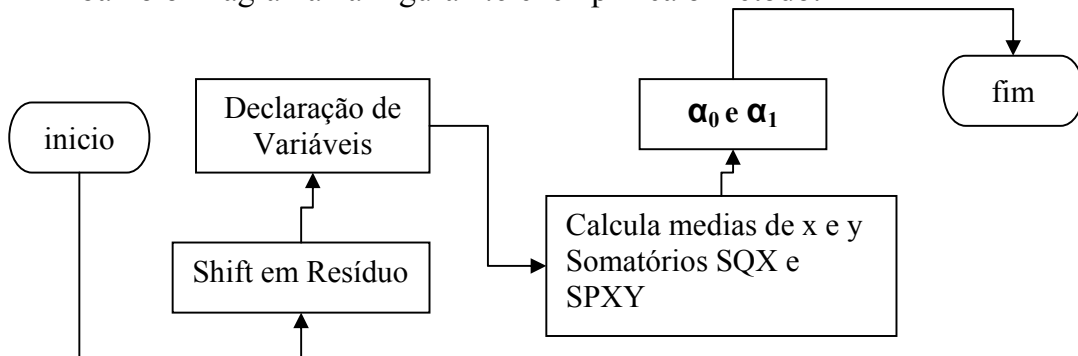 inicio
Shift em Resíduo
Declaração de
Variáveis
Calcula medias de x e y
Somatórios SQX e
SPXY
α0 e α1
fim